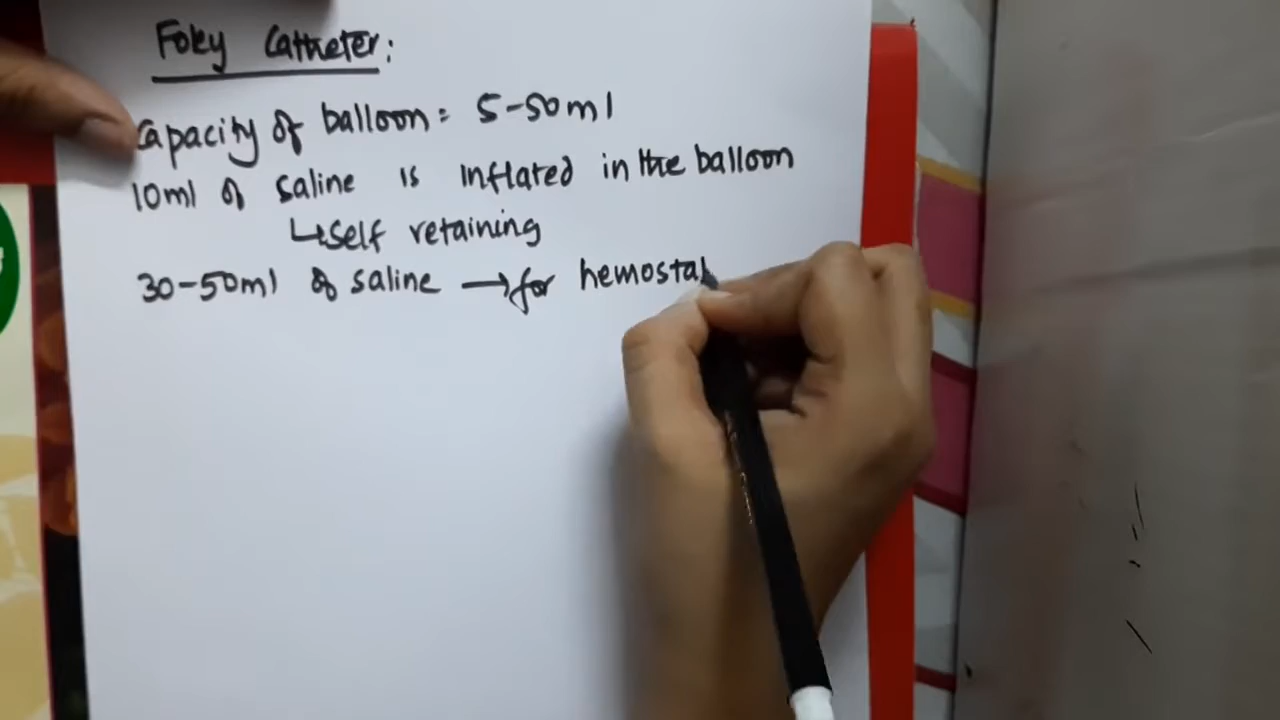 Foley Catheter:
Capacity of balloon = 5-50ml
10ml of saline is inflated in the balloon
↳ self retaining
30-50ml of saline → for hemostat